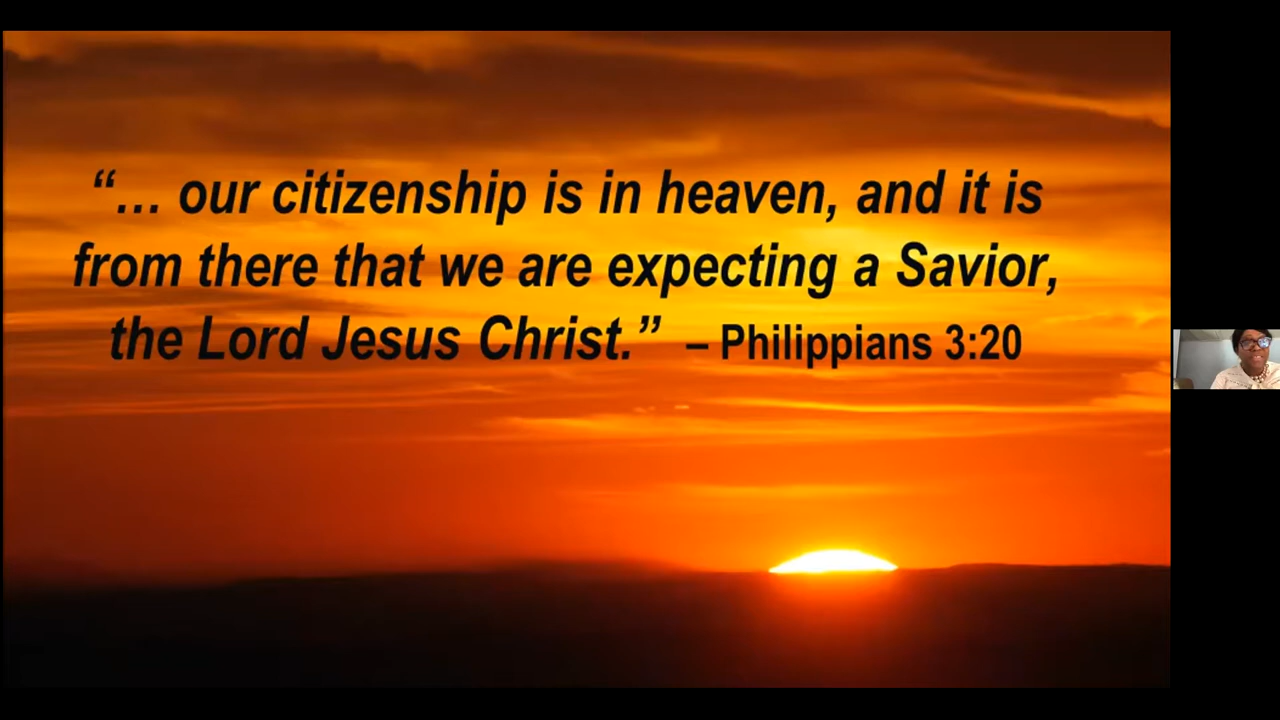 “… our citizenship is in heaven, and it is
from there that we are expecting a Savior,
the Lord Jesus Christ.” – Philippians 3:20